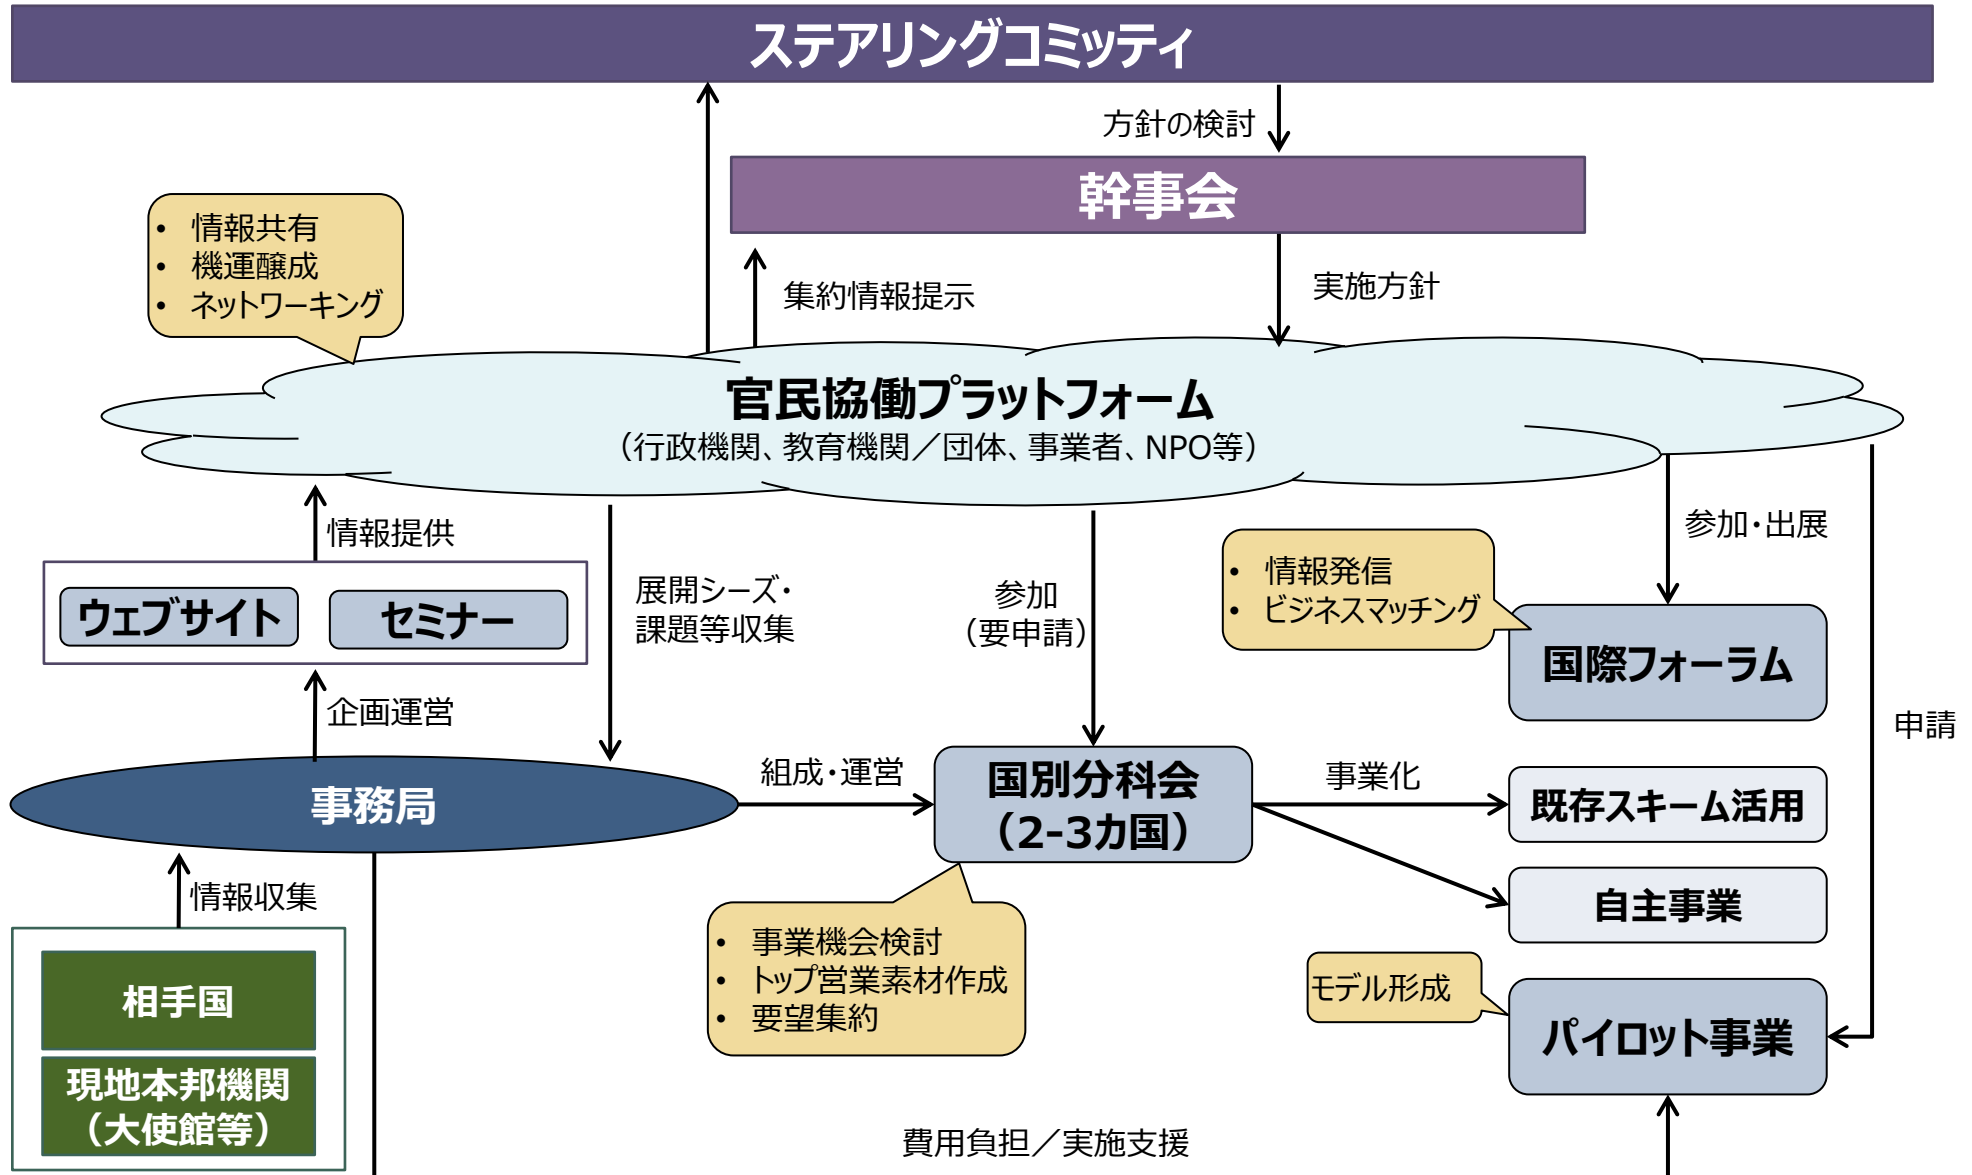 ステアリングコミッティ
方針の検討
幹事会
• 情報共有
• 機運醸成
• ネットワーキング
集約情報提示
実施方針
官民協働プラットフォーム
（行政機関、教育機関／団体、事業者、NPO等）
情報提供
ウェブサイト
セミナー
展開シーズ・
課題等収集
参加
（要申請）
• 情報発信
• ビジネスマッチング
参加・出展
国際フォーラム
企画運営
申請
事務局
組成・運営
国別分科会
（2-3カ国）
事業化
既存スキーム活用
自主事業
情報収集
相手国
現地本邦機関
（大使館等）
• 事業機会検討
• トップ営業素材作成
• 要望集約
モデル形成
パイロット事業
費用負担／実施支援